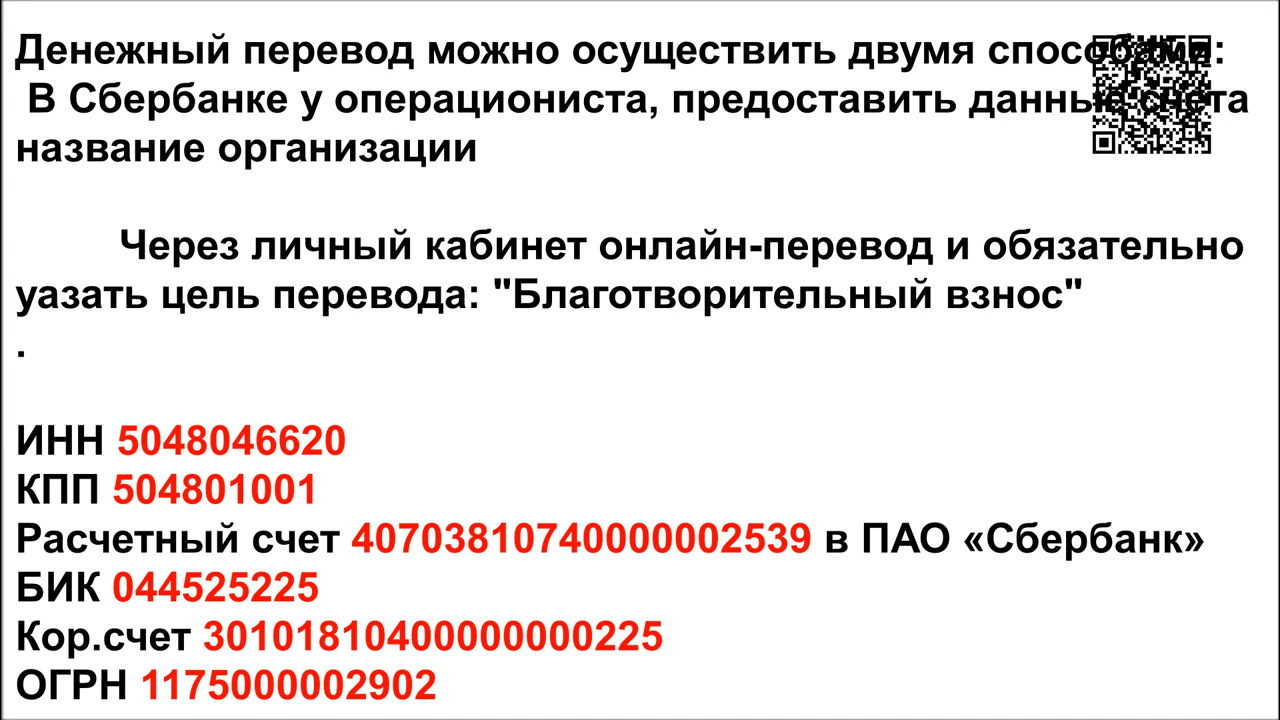 Денежный перевод можно осуществить двумя способами:
В Сбербанке у операциониста, предоставить данные счета
название организации
Через личный кабинет онлайн-перевод и обязательно
уазать цель перевода: "Благотворительный взнос"
.
ИНН 5048046620
КПП 504801001
Расчетный счет 40703810740000002539 в ПАО «Сбербанк»
БИК 044525225
Кор.счет 30101810400000000225
ОГРН 1175000002902